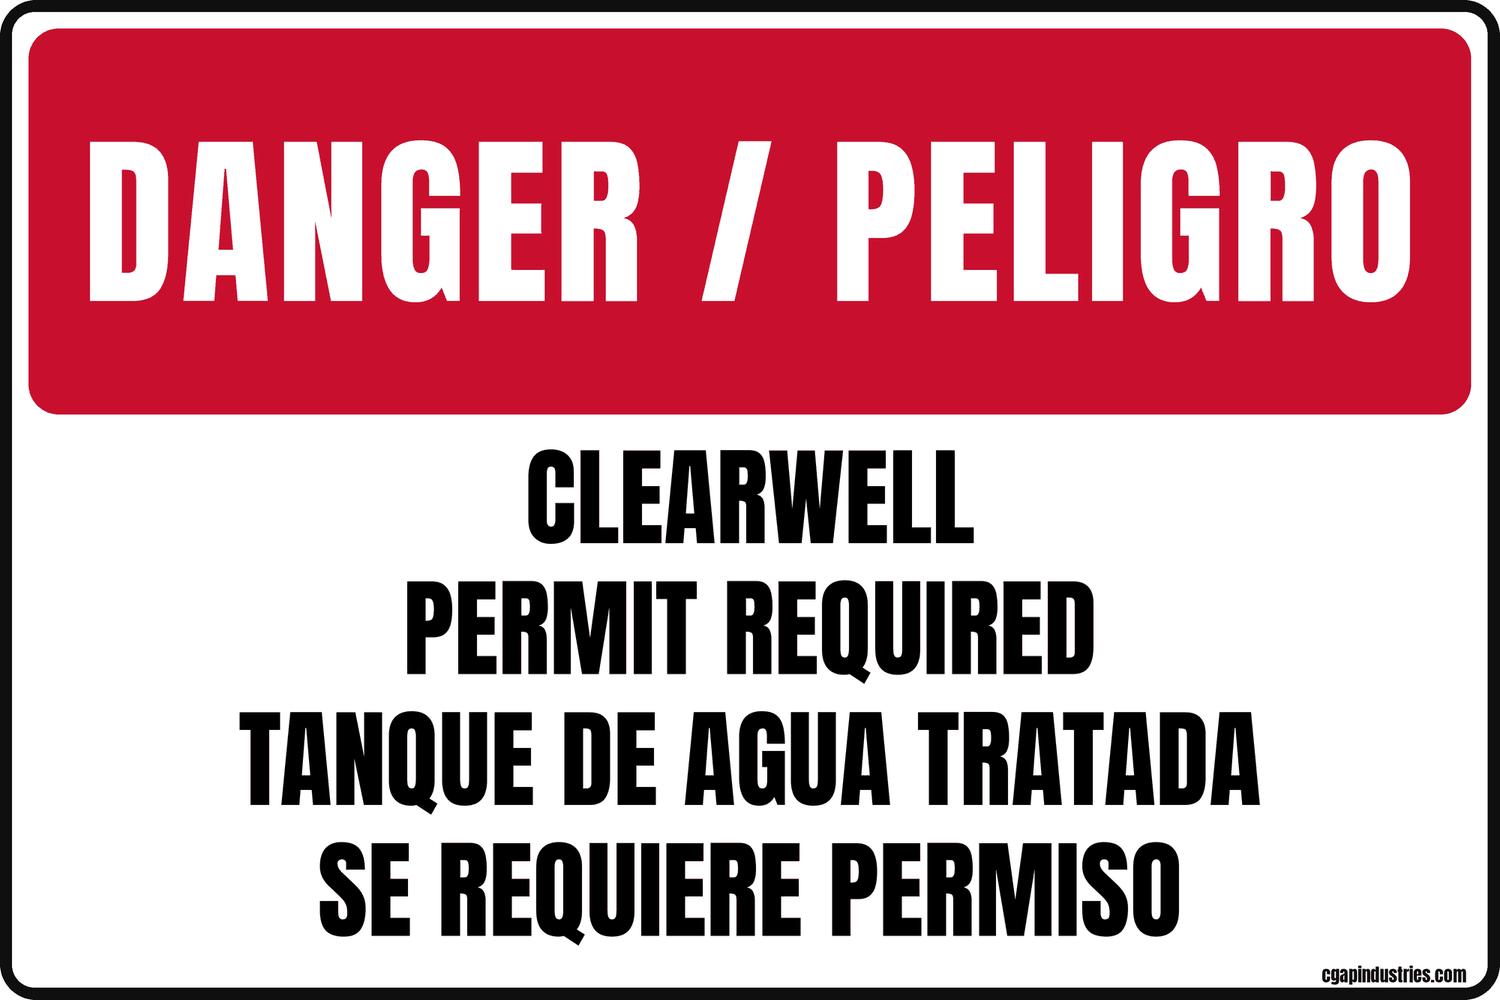 DANGER / PELIGRO
CLEARWELL
PERMIT REQUIRED
TANQUE DE AGUA TRATADA
SE REQUIERE PERMISO
cgapindustries.com